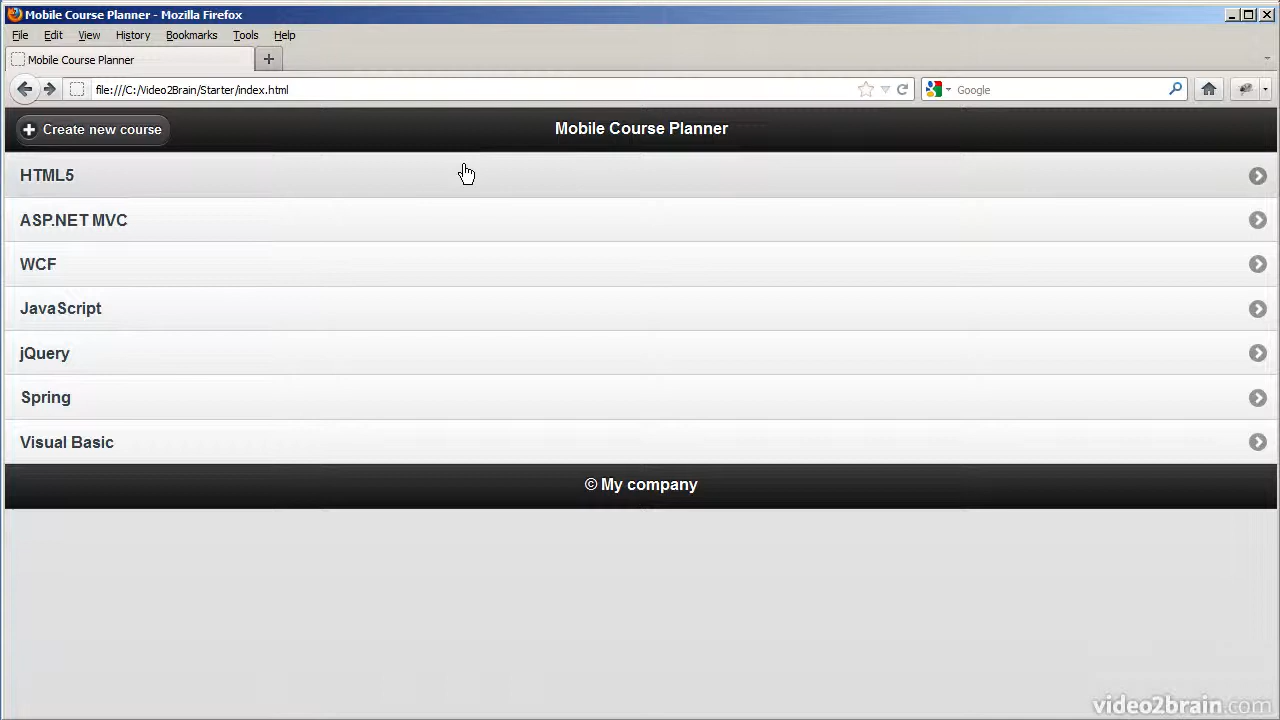 Mobile Course Planner - Mozilla Firefox
File Edit View History Bookmarks Tools Help
Mobile Course Planner
file:///C:/Video2Brain/Starter/index.html
Google
Create new course
Mobile Course Planner
HTML5
ASP.NET MVC
WCF
JavaScript
jQuery
Spring
Visual Basic
© My company
video2brain.com